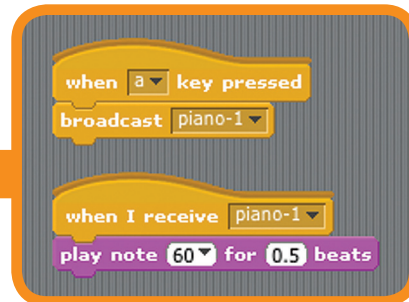 when a key pressed
broadcast piano-1
when I receive piano-1
play note 60 for 0.5 beats